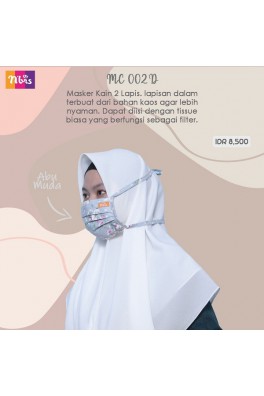 Nbrs
MC 002 D
Masker Kain 2 Lapis. lapisan dalam
terbuat dari bahan kaos agar lebih
nyaman. Dapat diisi dengan tissue
biasa yang berfungsi sebagai filter.
IDR 8,500
Abu
Muda